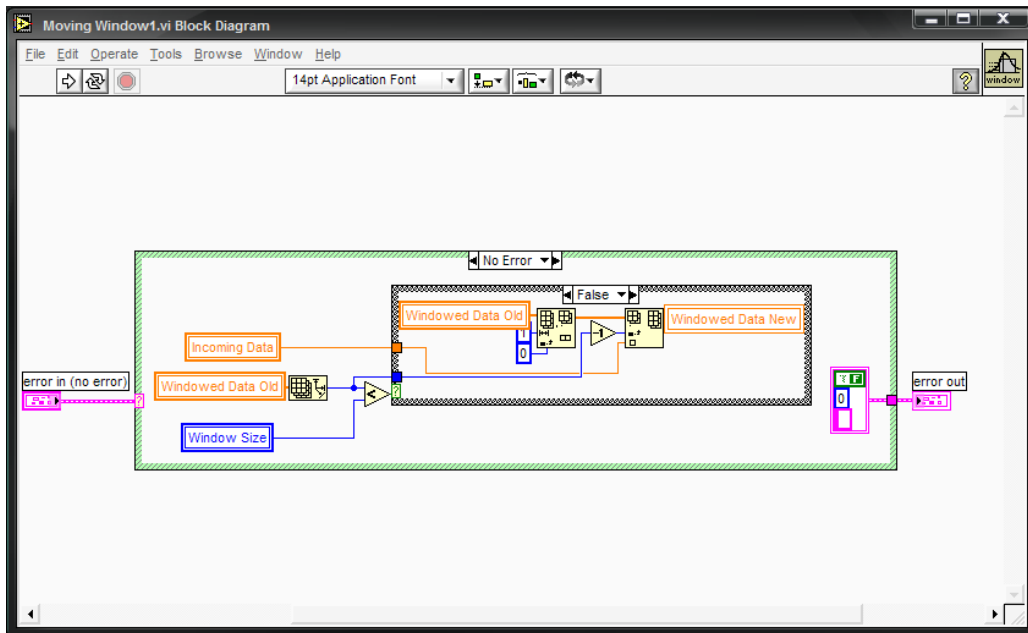 Moving Window1.vi Block Diagram
File Edit Operate Tools Browse Window Help
14pt Application Font
?
window
No Error
False
Windowed Data Old
Windowed Data New
1
0
-1
Incoming Data
error in (no error)
Windowed Data Old
<
?
?
Window Size
F
0
error out